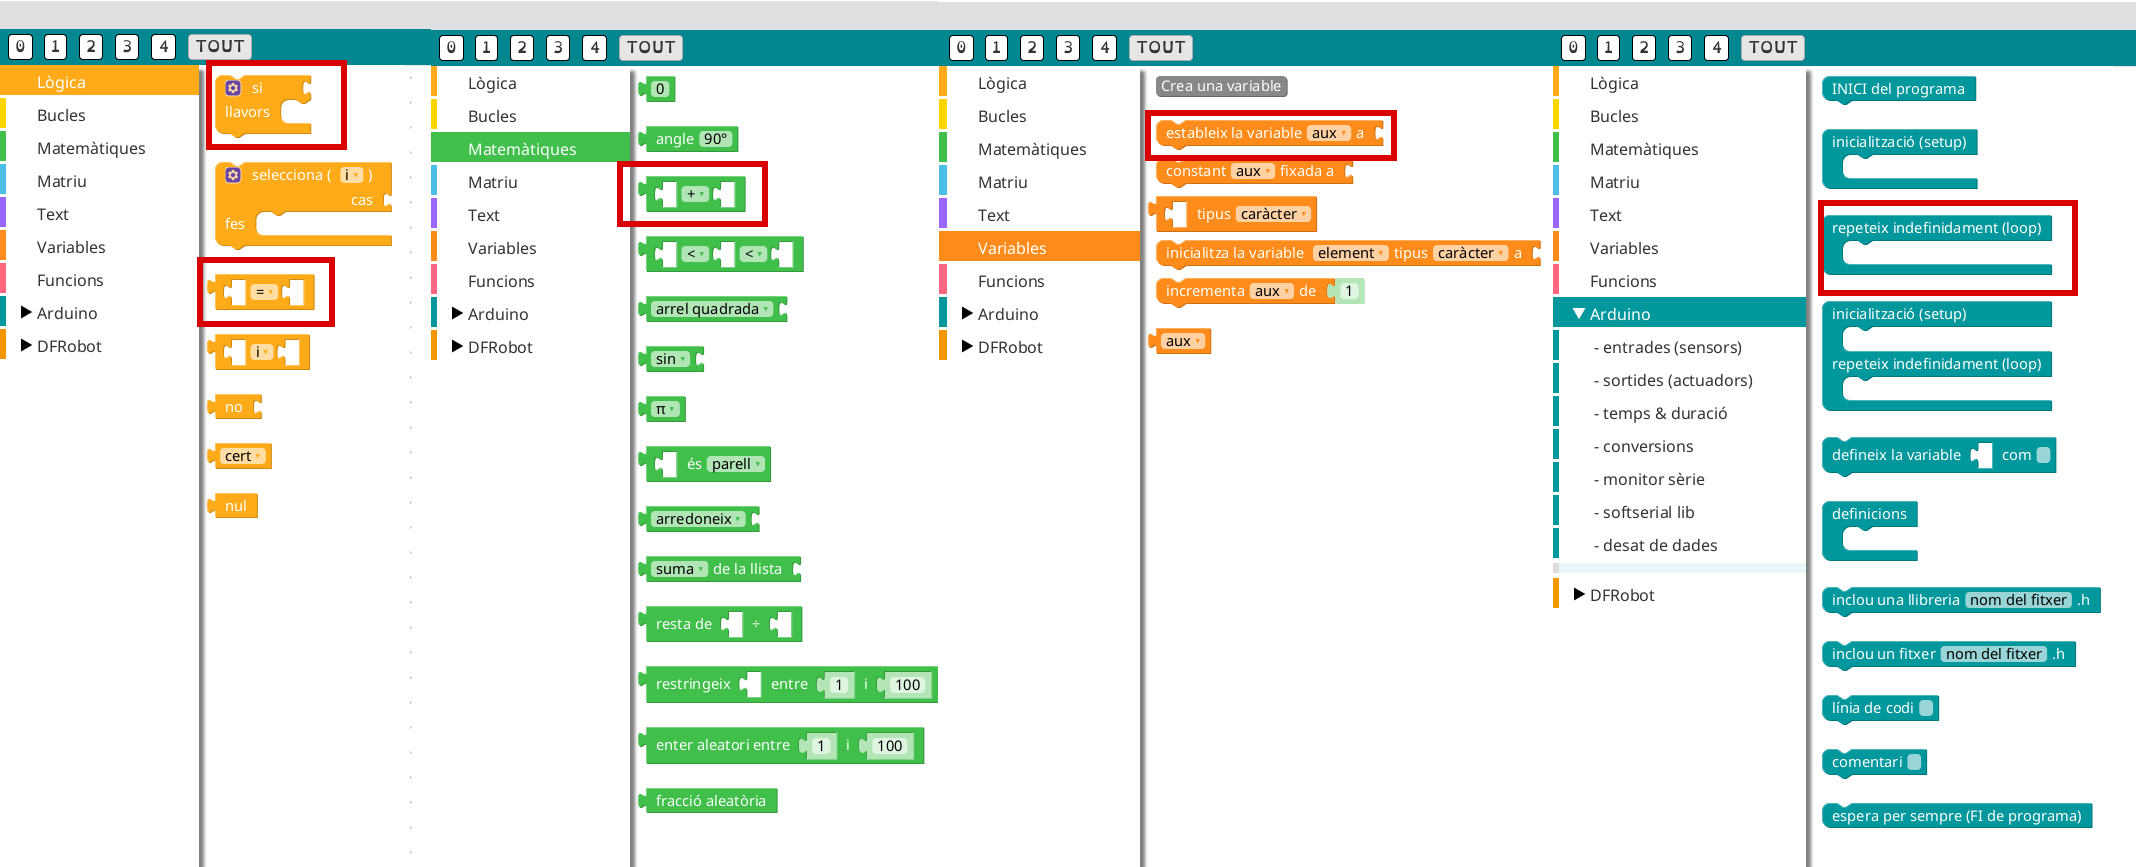 0 1 2 3 4 TOUT
Lògica
Bucles
Matemàtiques
Matriu
Text
Variables
Funcions
Arduino
DFRobot
si
llavors
selecciona ( i )
cas
fes
=
i
no
cert
nul
0 1 2 3 4 TOUT
Lògica
Bucles
Matemàtiques
Matriu
Text
Variables
Funcions
Arduino
DFRobot
0
angle 90°
+
< <
arrel quadrada
sin
π
és parell
arredoneix
suma de la llista
resta de ÷
restringeix entre 1 i 100
enter aleatori entre 1 i 100
fracció aleatòria
0 1 2 3 4 TOUT
Lògica
Bucles
Matemàtiques
Matriu
Text
Variables
Funcions
Arduino
DFRobot
Crea una variable
estableix la variable aux a
constant aux fixada a
tipus caràcter
inicialitza la variable element tipus caràcter a
incrementa aux de 1
aux
0 1 2 3 4 TOUT
Lògica
Bucles
Matemàtiques
Matriu
Text
Variables
Funcions
Arduino
- entrades (sensors)
- sortides (actuadors)
- temps & duració
- conversions
- monitor sèrie
- softserial lib
- desat de dades
DFRobot
INICI del programa
inicialització (setup)
repeteix indefinidament (loop)
inicialització (setup)
repeteix indefinidament (loop)
defineix la variable com
definicions
inclou una llibreria nom del fitxer .h
inclou un fitxer nom del fitxer .h
línia de codi
comentari
espera per sempre (FI de programa)